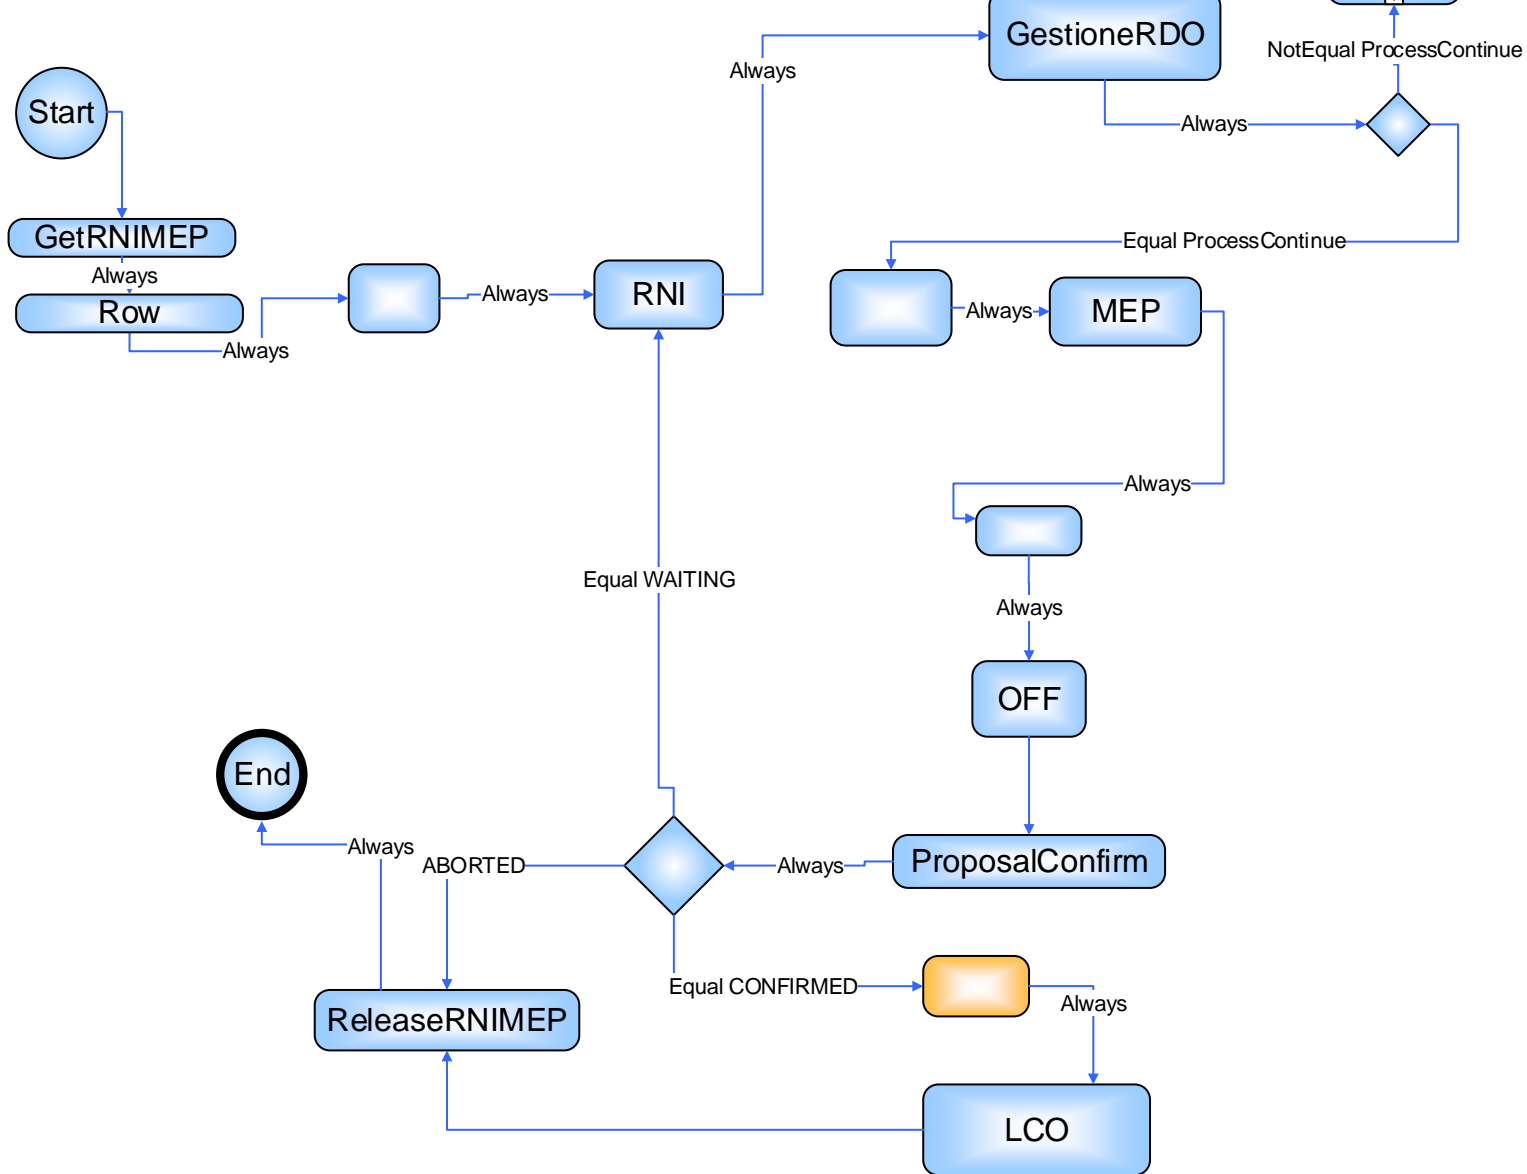 GestioneRDO
NotEqual ProcessContinue
Always
Start
Always
GetRNIMEP
Equal ProcessContinue
Always
Row
Always
RNI
Always
MEP
Always
Always
Equal WAITING
Always
OFF
End
Always
ABORTED
Always
ProposalConfirm
Equal CONFIRMED
Always
ReleaseRNIMEP
LCO